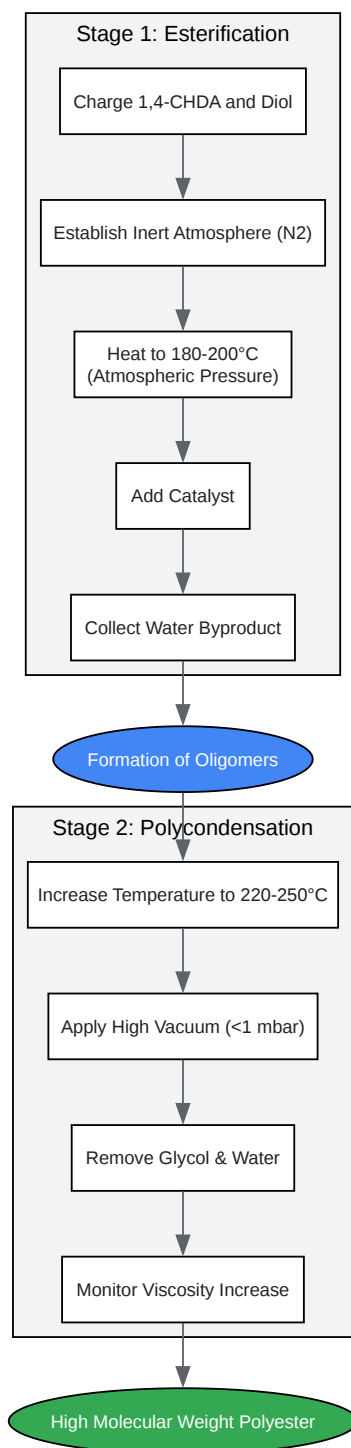 Stage 1: Esterification
Charge 1,4-CHDA and Diol
Establish Inert Atmosphere (N2)
Heat to 180-200°C
(Atmospheric Pressure)
Add Catalyst
Collect Water Byproduct
Formation of Oligomers
Stage 2: Polycondensation
Increase Temperature to 220-250°C
Apply High Vacuum (<1 mbar)
Remove Glycol & Water
Monitor Viscosity Increase
High Molecular Weight Polyester